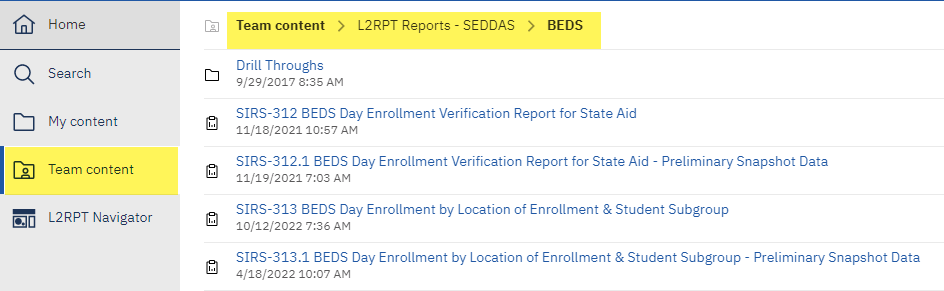 Home
Search
My content
Team content
L2RPT Navigator
Team content > L2RPT Reports - SEDDAS > BEDS
Drill Throughs
9/29/2017 8:35 AM
SIRS-312 BEDS Day Enrollment Verification Report for State Aid
11/18/2021 10:57 AM
SIRS-312.1 BEDS Day Enrollment Verification Report for State Aid - Preliminary Snapshot Data
11/19/2021 7:03 AM
SIRS-313 BEDS Day Enrollment by Location of Enrollment & Student Subgroup
10/12/2022 7:36 AM
SIRS-313.1 BEDS Day Enrollment by Location of Enrollment & Student Subgroup - Preliminary Snapshot Data
4/18/2022 10:07 AM